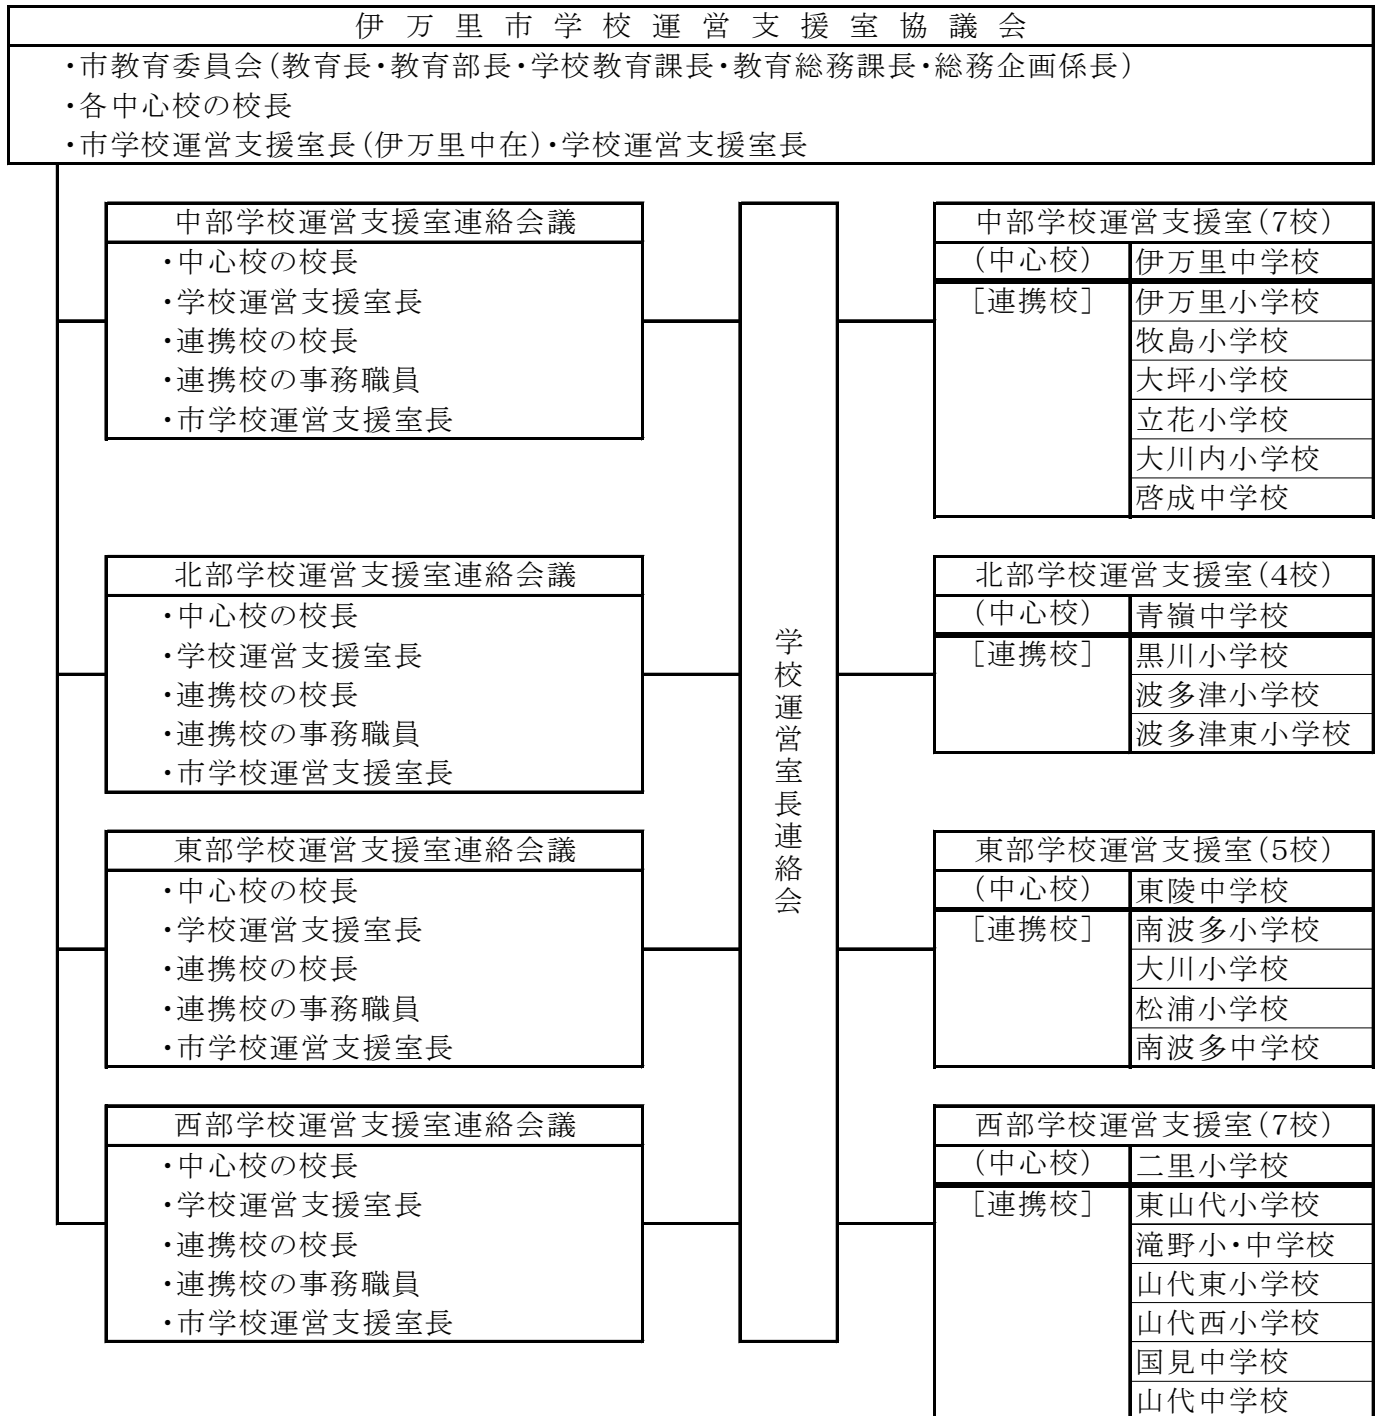 伊万里市学校運営支援室協議会
・市教育委員会(教育長・教育部長・学校教育課長・教育総務課長・総務企画係長)
・各中心校の校長
・市学校運営支援室長(伊万里中在)・学校運営支援室長
中部学校運営支援室連絡会議
・中心校の校長
・学校運営支援室長
・連携校の校長
・連携校の事務職員
・市学校運営支援室長
北部学校運営支援室連絡会議
・中心校の校長
・学校運営支援室長
・連携校の校長
・連携校の事務職員
・市学校運営支援室長
東部学校運営支援室連絡会議
・中心校の校長
・学校運営支援室長
・連携校の校長
・連携校の事務職員
・市学校運営支援室長
西部学校運営支援室連絡会議
・中心校の校長
・学校運営支援室長
・連携校の校長
・連携校の事務職員
・市学校運営支援室長
学校運営室長連絡会
中部学校運営支援室(7校)
(中心校) 伊万里中学校
[連携校] 伊万里小学校
牧島小学校
大坪小学校
立花小学校
大川内小学校
啓成中学校
北部学校運営支援室(4校)
(中心校) 青嶺中学校
[連携校] 黒川小学校
波多津小学校
波多津東小学校
東部学校運営支援室(5校)
(中心校) 東陵中学校
[連携校] 南波多小学校
大川小学校
松浦小学校
南波多中学校
西部学校運営支援室(7校)
(中心校) 二里小学校
[連携校] 東山代小学校
滝野小・中学校
山代東小学校
山代西小学校
国見中学校
山代中学校